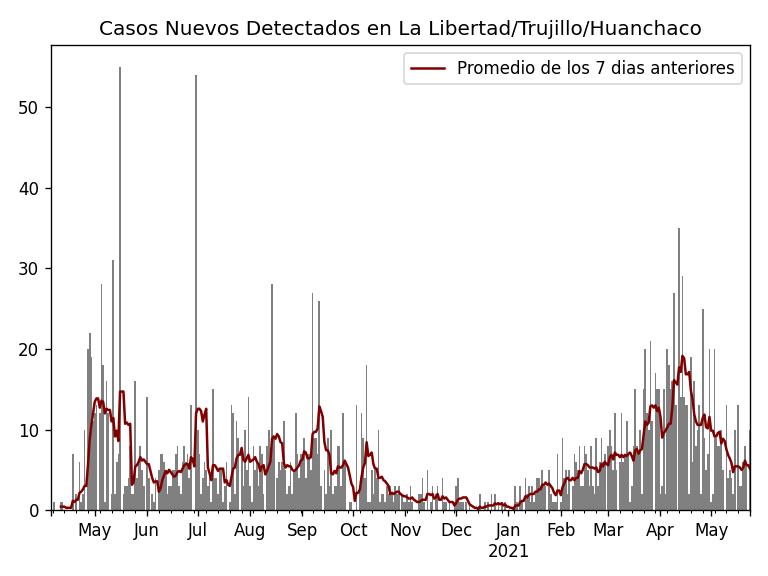 Casos Nuevos Detectados en La Libertad/Trujillo/Huanchaco
Promedio de los 7 dias anteriores
50
40
30
20
10
0
May Jun Jul Aug Sep Oct Nov Dec Jan Feb Mar Apr May
2021